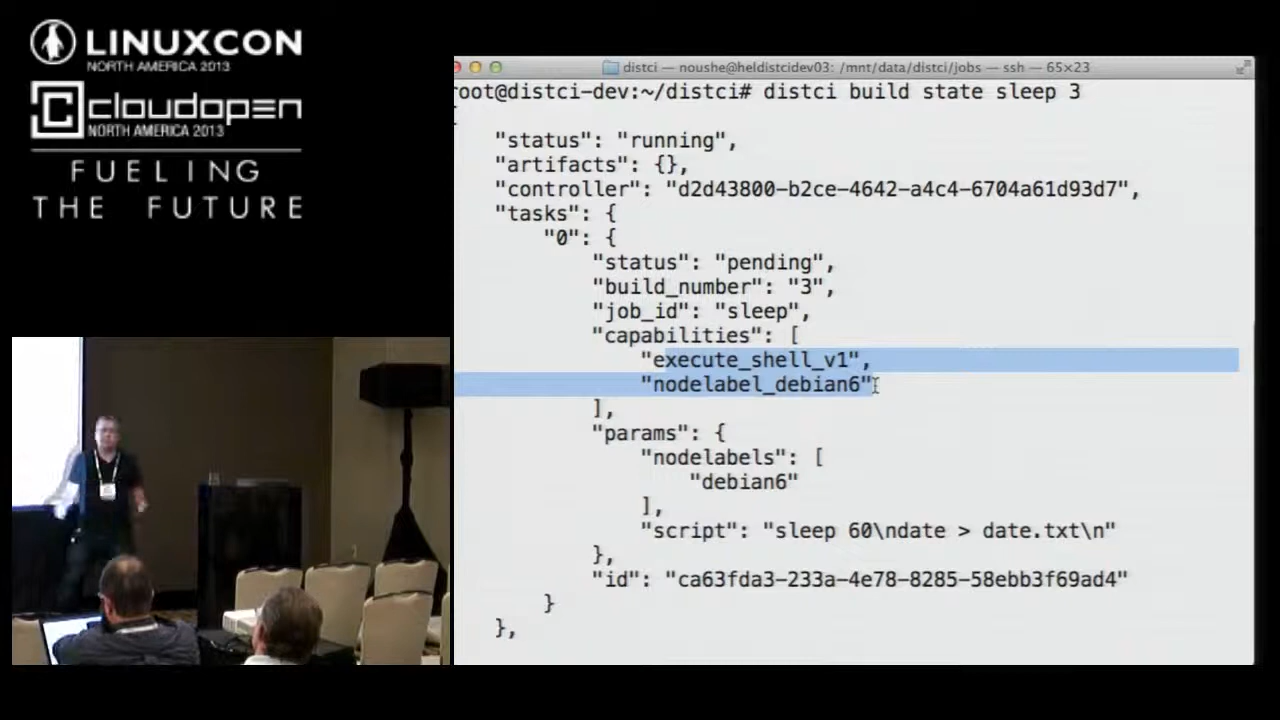 LINUXCON
NORTH AMERICA 2013
cloudopen
NORTH AMERICA 2013
FUELING
THE FUTURE
distci — noushe@heldistcidev03: /mnt/data/distci/jobs — ssh — 65×23
root@distci-dev:~/distci# distci build state sleep 3
{
"status": "running",
"artifacts": {},
"controller": "d2d43800-b2ce-4642-a4c4-6704a61d93d7",
"tasks": {
"0": {
"status": "pending",
"build_number": "3",
"job_id": "sleep",
"capabilities": [
"execute_shell_v1",
"nodelabel_debian6"
],
"params": {
"nodelabels": [
"debian6"
],
"script": "sleep 60\ndate > date.txt\n"
},
"id": "ca63fda3-233a-4e78-8285-58ebb3f69ad4"
}
},